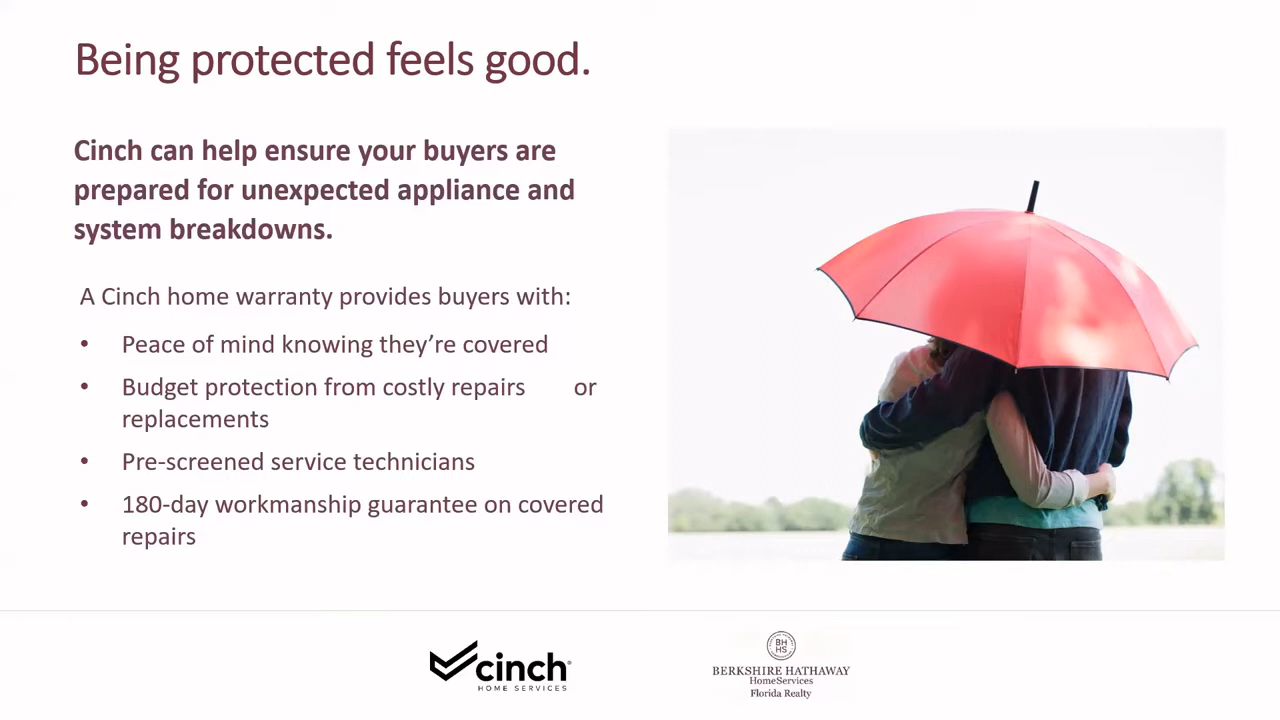 Being protected feels good.
Cinch can help ensure your buyers are
prepared for unexpected appliance and
system breakdowns.
A Cinch home warranty provides buyers with:
• Peace of mind knowing they’re covered
• Budget protection from costly repairs or
replacements
• Pre-screened service technicians
• 180-day workmanship guarantee on covered
repairs
cinch
HOME SERVICES
BH
HS
BERKSHIRE HATHAWAY
HomeServices
Florida Realty